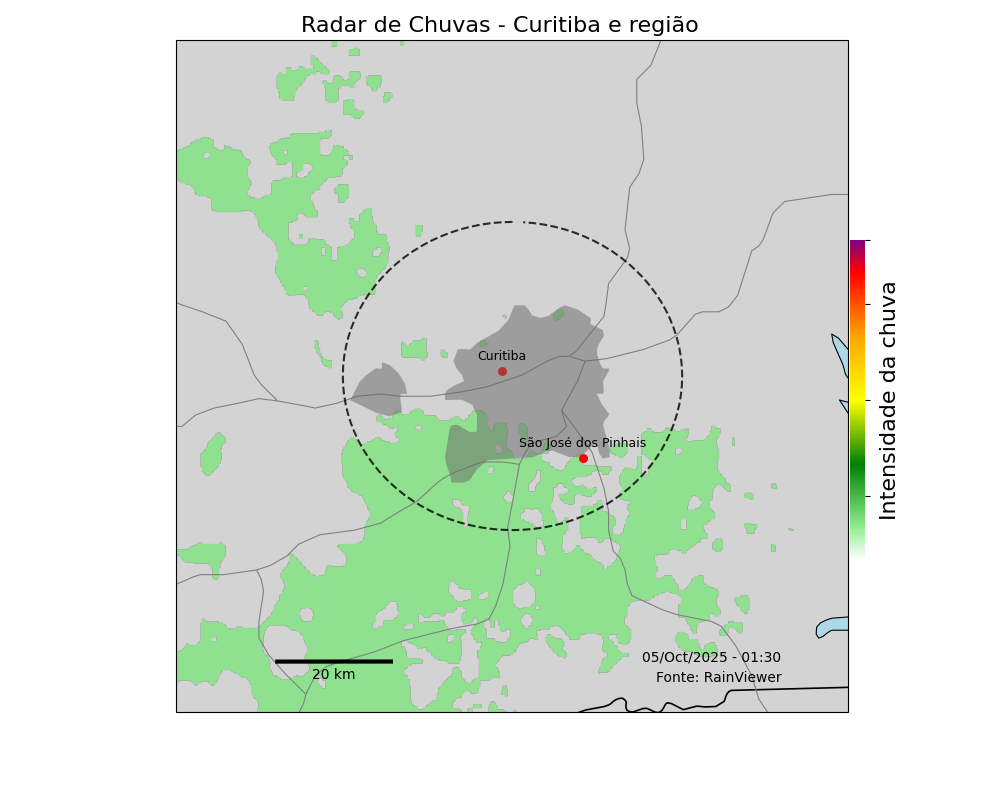 Radar de Chuvas - Curitiba e região
Curitiba
São José dos Pinhais
Intensidade da chuva
05/Oct/2025 - 01:30
Fonte: RainViewer
20 km